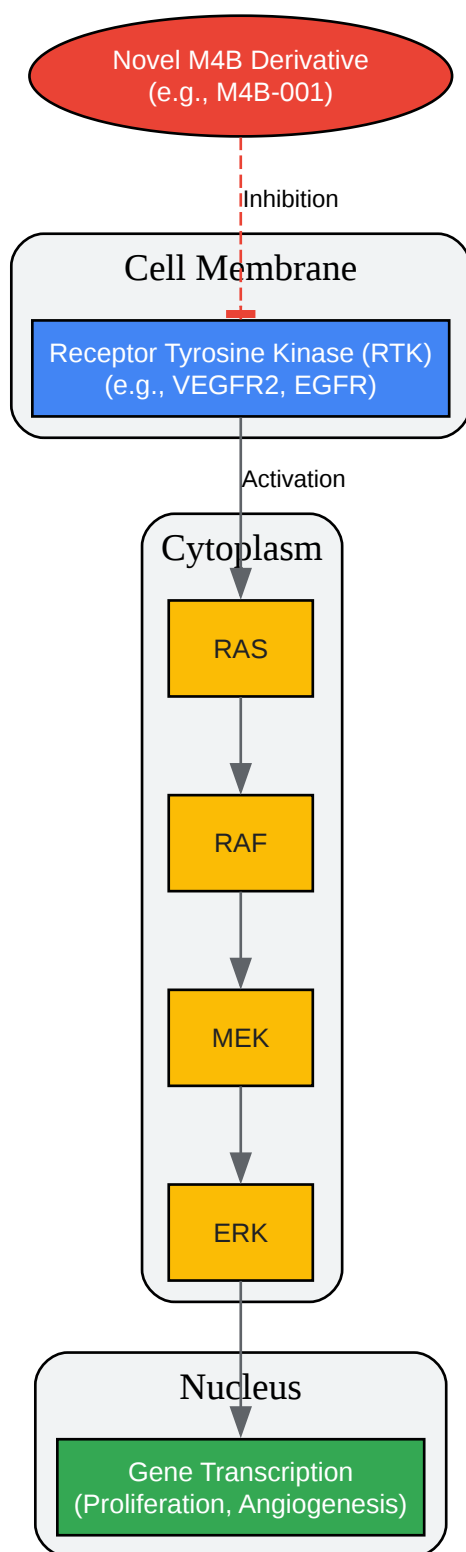 Novel M4B Derivative
(e.g., M4B-001)
Inhibition
Cell Membrane
Receptor Tyrosine Kinase (RTK)
(e.g., VEGFR2, EGFR)
Activation
Cytoplasm
RAS
RAF
MEK
ERK
Nucleus
Gene Transcription
(Proliferation, Angiogenesis)